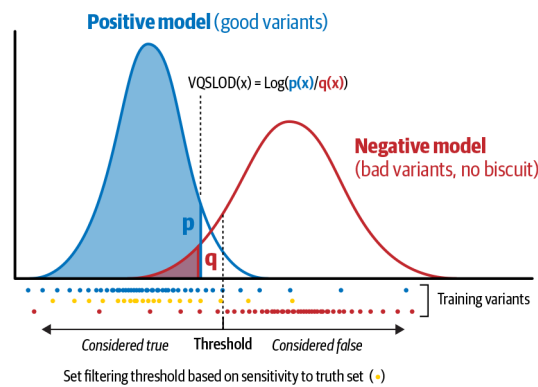 Positive model (good variants)
VQSLOD(x) = Log(p(x)/q(x))
Negative model
(bad variants, no biscuit)
p
q
Training variants
Considered true
Threshold
Considered false
Set filtering threshold based on sensitivity to truth set ( )